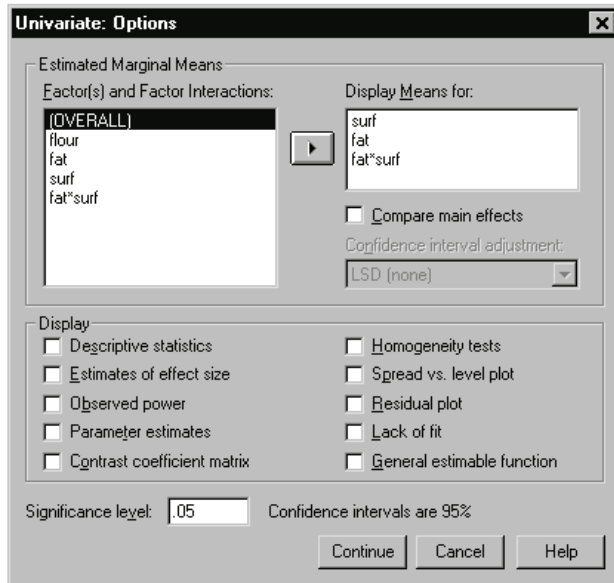 Univariate: Options
Estimated Marginal Means
Factor(s) and Factor Interactions:
(OVERALL)
flour
fat
surf
fat*surf
Display Means for:
surf
fat
fat*surf
Compare main effects
Confidence interval adjustment:
LSD (none)
Display
Descriptive statistics
Estimates of effect size
Observed power
Parameter estimates
Contrast coefficient matrix
Homogeneity tests
Spread vs. level plot
Residual plot
Lack of fit
General estimable function
Significance level: .05 Confidence intervals are 95%
Continue Cancel Help